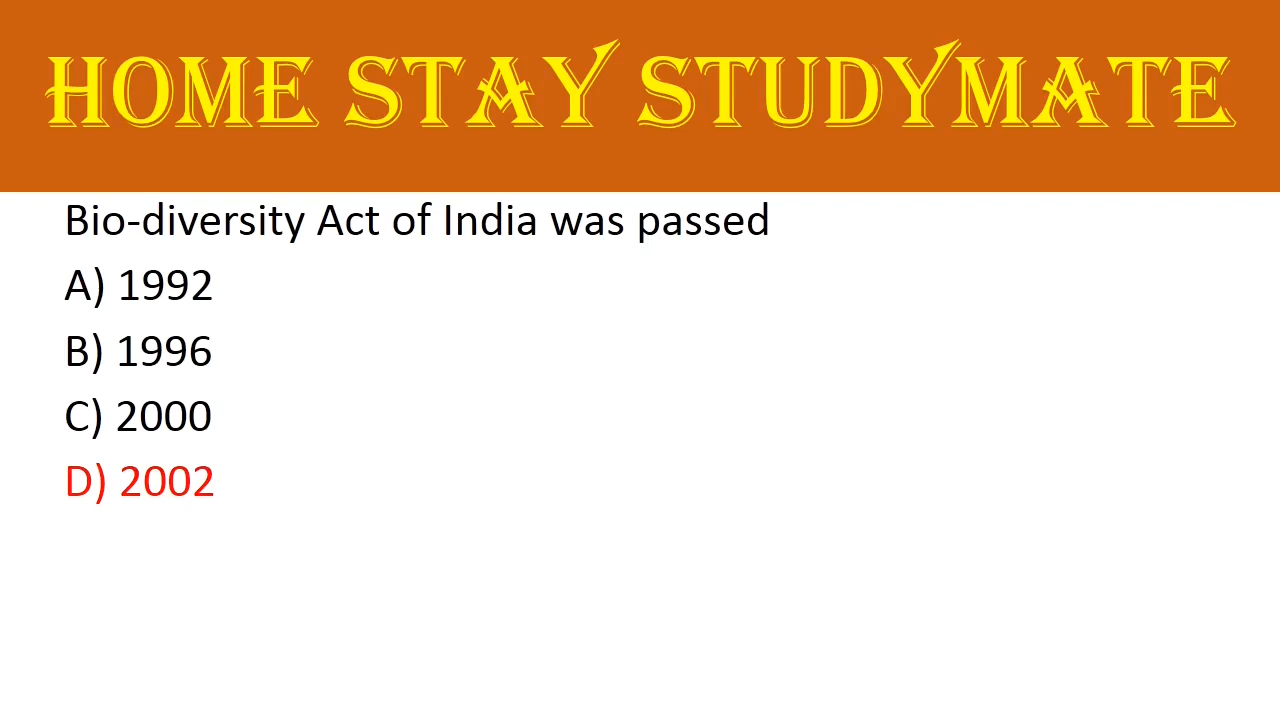 HOME STAY STUDYMATE
Bio-diversity Act of India was passed
A) 1992
B) 1996
C) 2000
D) 2002